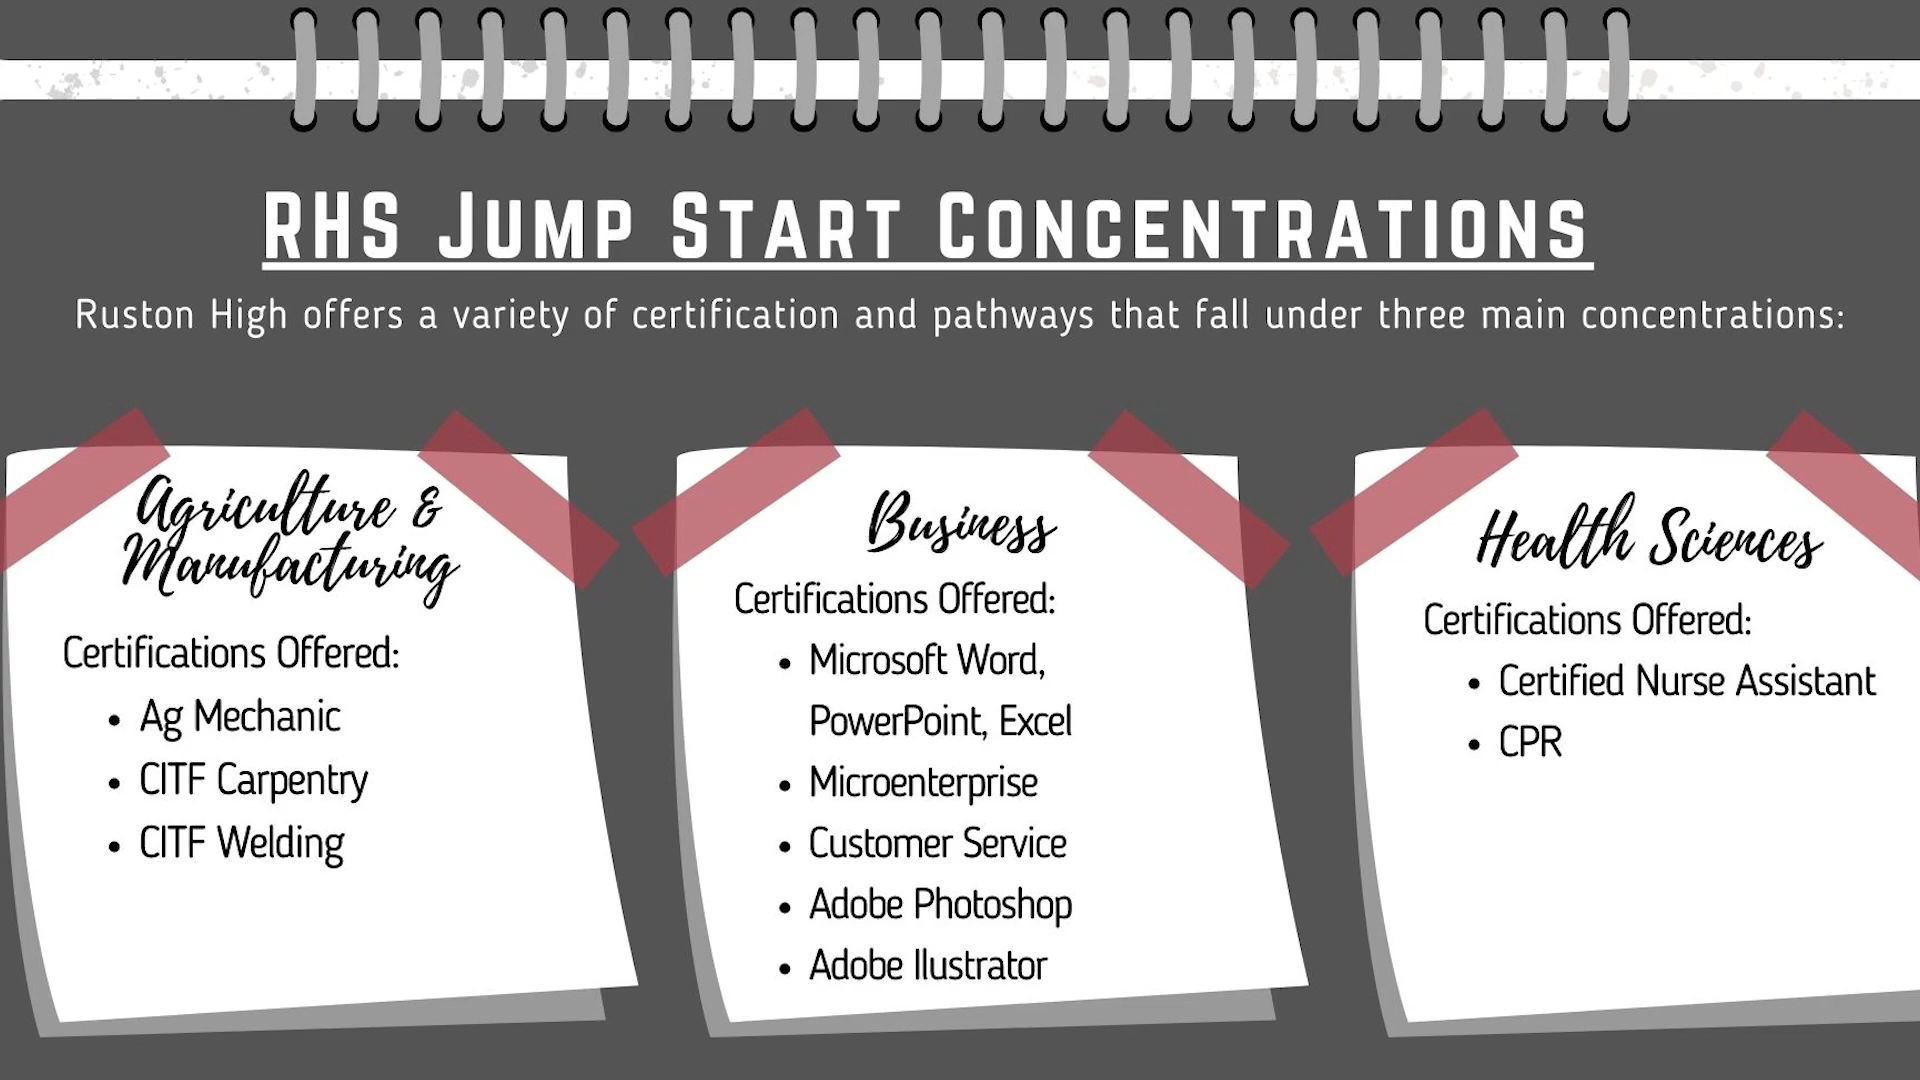 RHS Jump Start Concentrations
Ruston High offers a variety of certification and pathways that fall under three main concentrations:
Agriculture &
Manufacturing
Certifications Offered:
• Ag Mechanic
• CITF Carpentry
• CITF Welding
Business
Certifications Offered:
• Microsoft Word,
PowerPoint, Excel
• Microenterprise
• Customer Service
• Adobe Photoshop
• Adobe Ilustrator
Health Sciences
Certifications Offered:
• Certified Nurse Assistant
• CPR